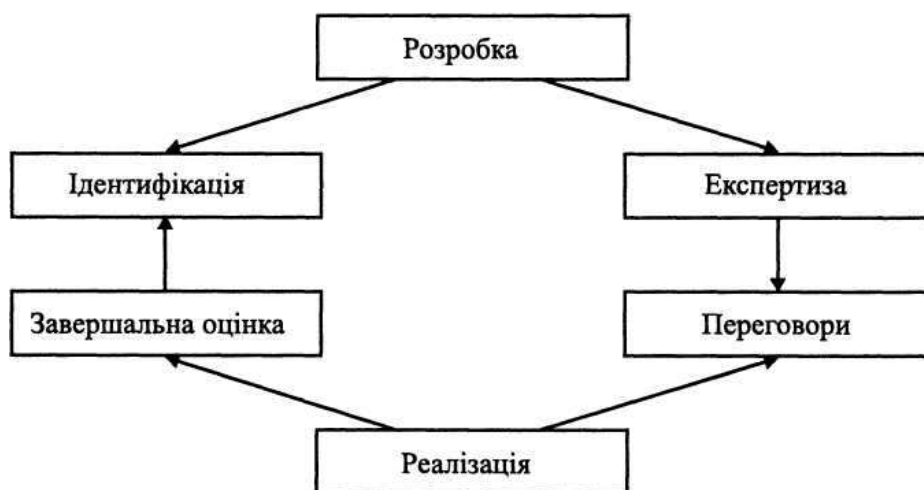 Розробка
Ідентифікація
Експертиза
Завершальна оцінка
Переговори
Реалізація